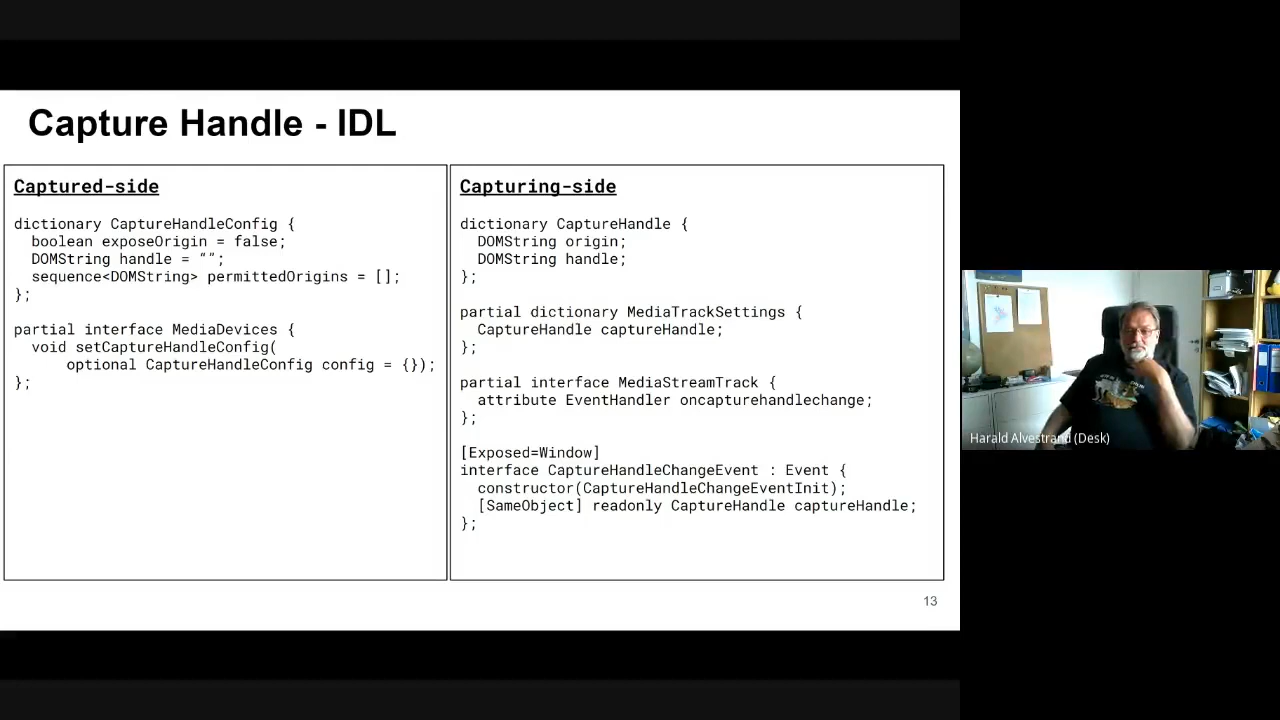 Capture Handle - IDL
Captured-side
dictionary CaptureHandleConfig {
boolean exposeOrigin = false;
DOMString handle = “”;
sequence<DOMString> permittedOrigins = [];
};
partial interface MediaDevices {
void setCaptureHandleConfig(
optional CaptureHandleConfig config = {});
};
Capturing-side
dictionary CaptureHandle {
DOMString origin;
DOMString handle;
};
partial dictionary MediaTrackSettings {
CaptureHandle captureHandle;
};
partial interface MediaStreamTrack {
attribute EventHandler oncapturehandlechange;
};
[Exposed=Window]
interface CaptureHandleChangeEvent : Event {
constructor(CaptureHandleChangeEventInit);
[SameObject] readonly CaptureHandle captureHandle;
};
13
Harald Alvestrand (Desk)